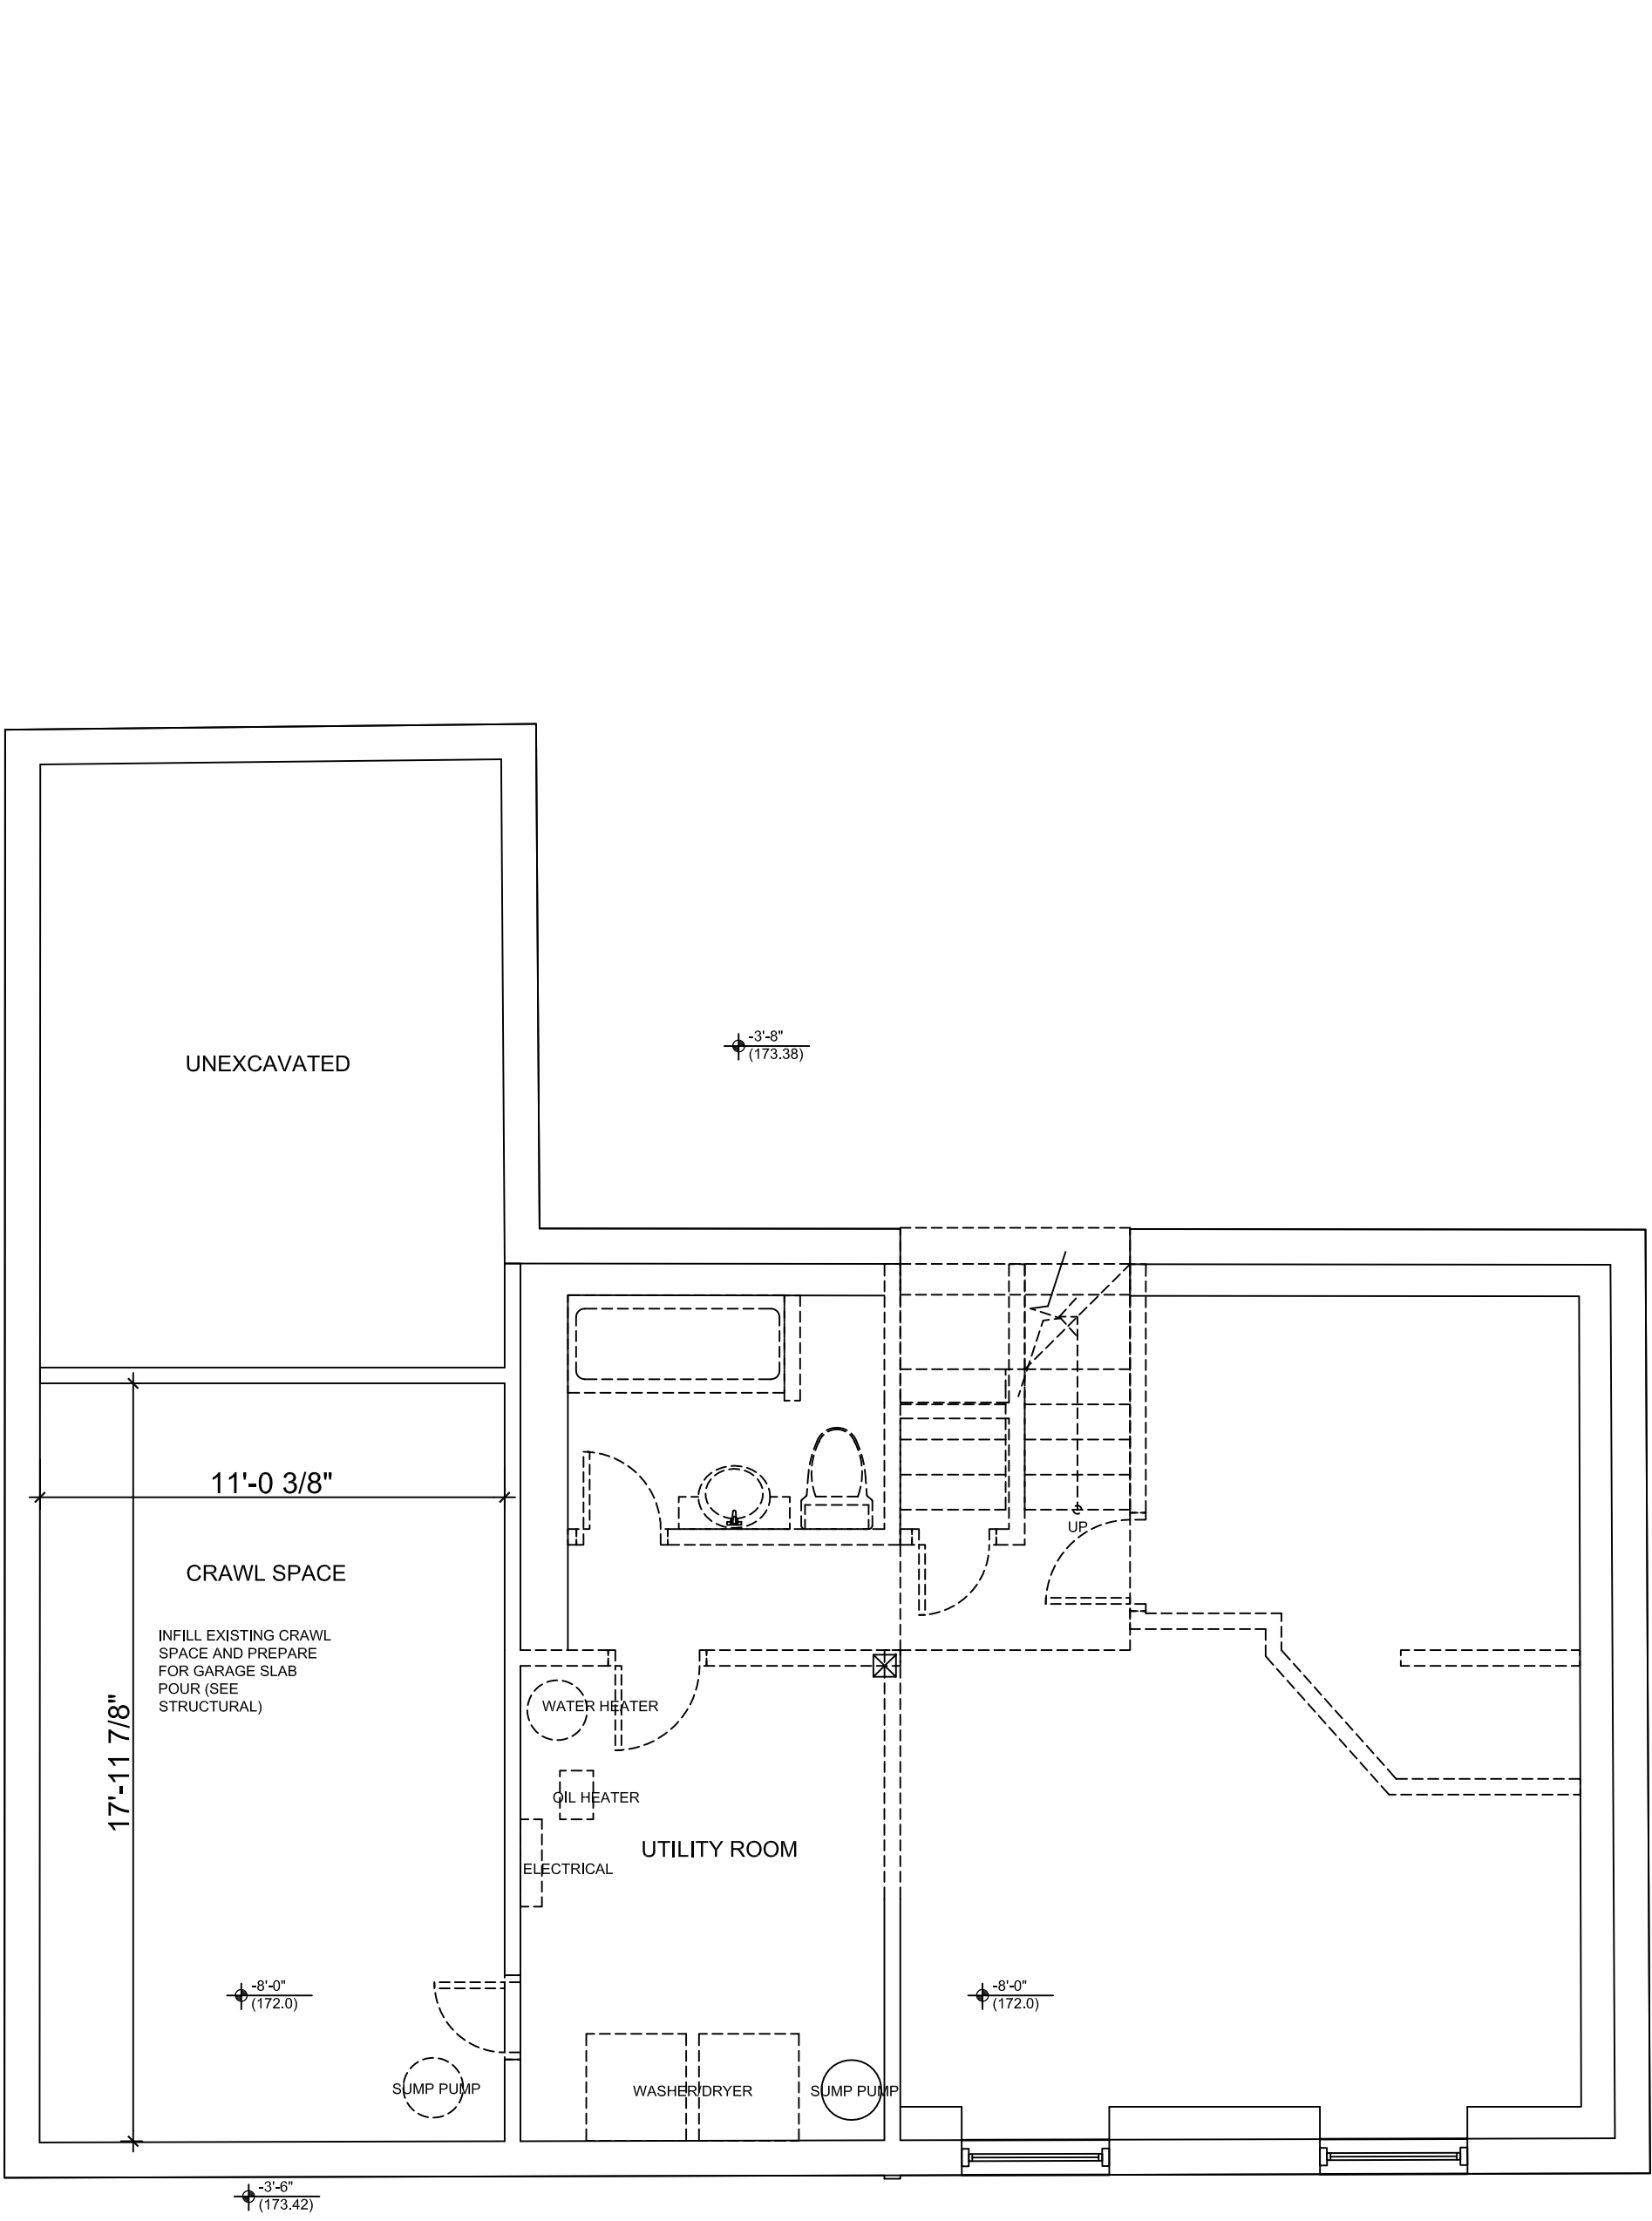 -3'-8"
(173.38)
UNEXCAVATED
11'-0 3/8"
UP
CRAWL SPACE
INFILL EXISTING CRAWL
SPACE AND PREPARE
FOR GARAGE SLAB
POUR (SEE
STRUCTURAL)
17'-11 7/8"
WATER HEATER
OIL HEATER
UTILITY ROOM
ELECTRICAL
-8'-0"
(172.0)
-8'-0"
(172.0)
SUMP PUMP
WASHER/DRYER
SUMP PUMP
-3'-6"
(173.42)